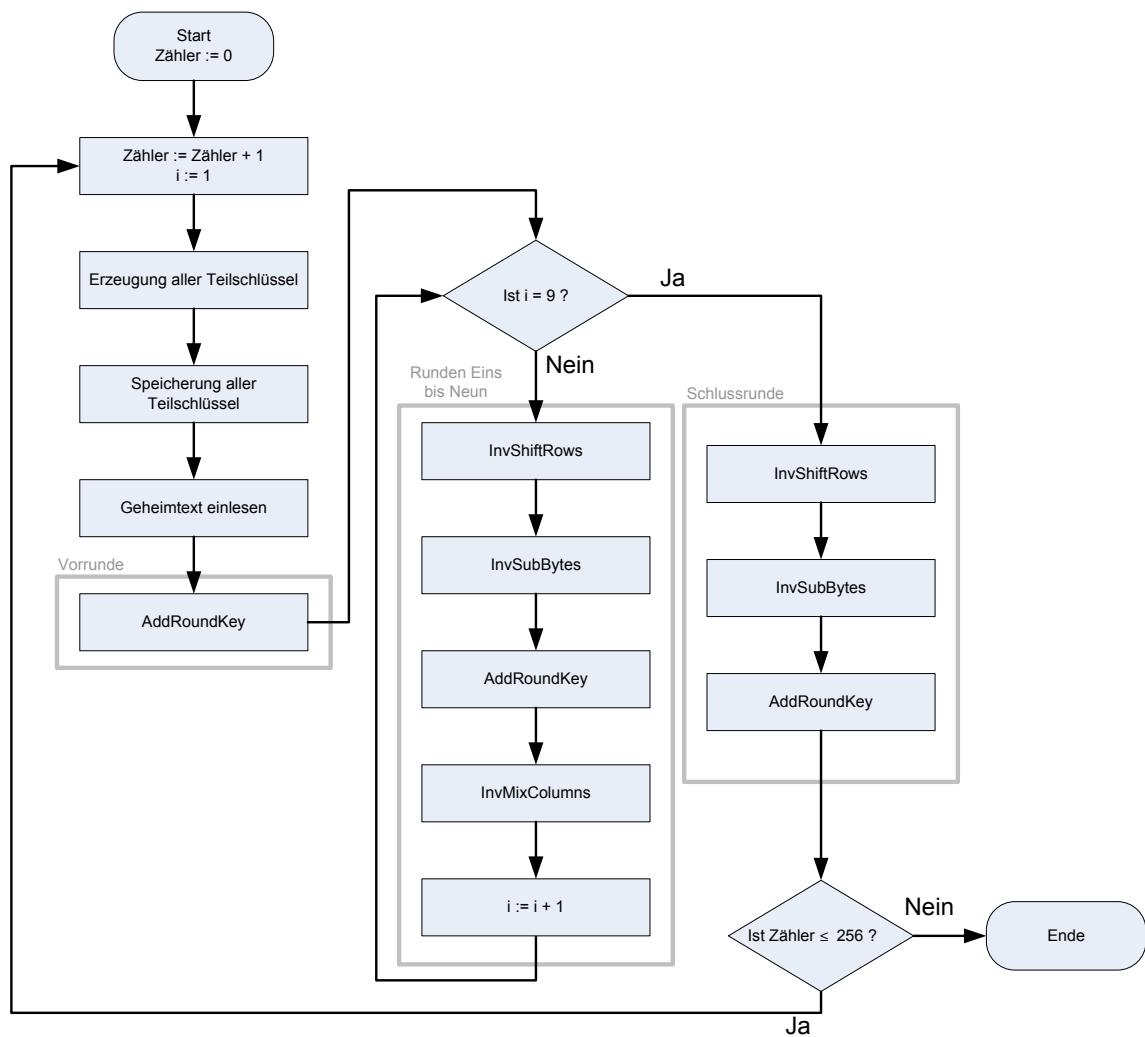 Start
Zähler := 0
Zähler := Zähler + 1
i := 1
Erzeugung aller Teilschlüssel
Speicherung aller
Teilschlüssel
Geheimtext einlesen
Vorrunde
AddRoundKey
Ist i = 9 ?
Ja
Nein
Runden Eins
bis Neun
InvShiftRows
InvSubBytes
AddRoundKey
InvMixColumns
i := i + 1
Schlussrunde
InvShiftRows
InvSubBytes
AddRoundKey
Ist Zähler ≤ 256 ?
Nein
Ende
Ja